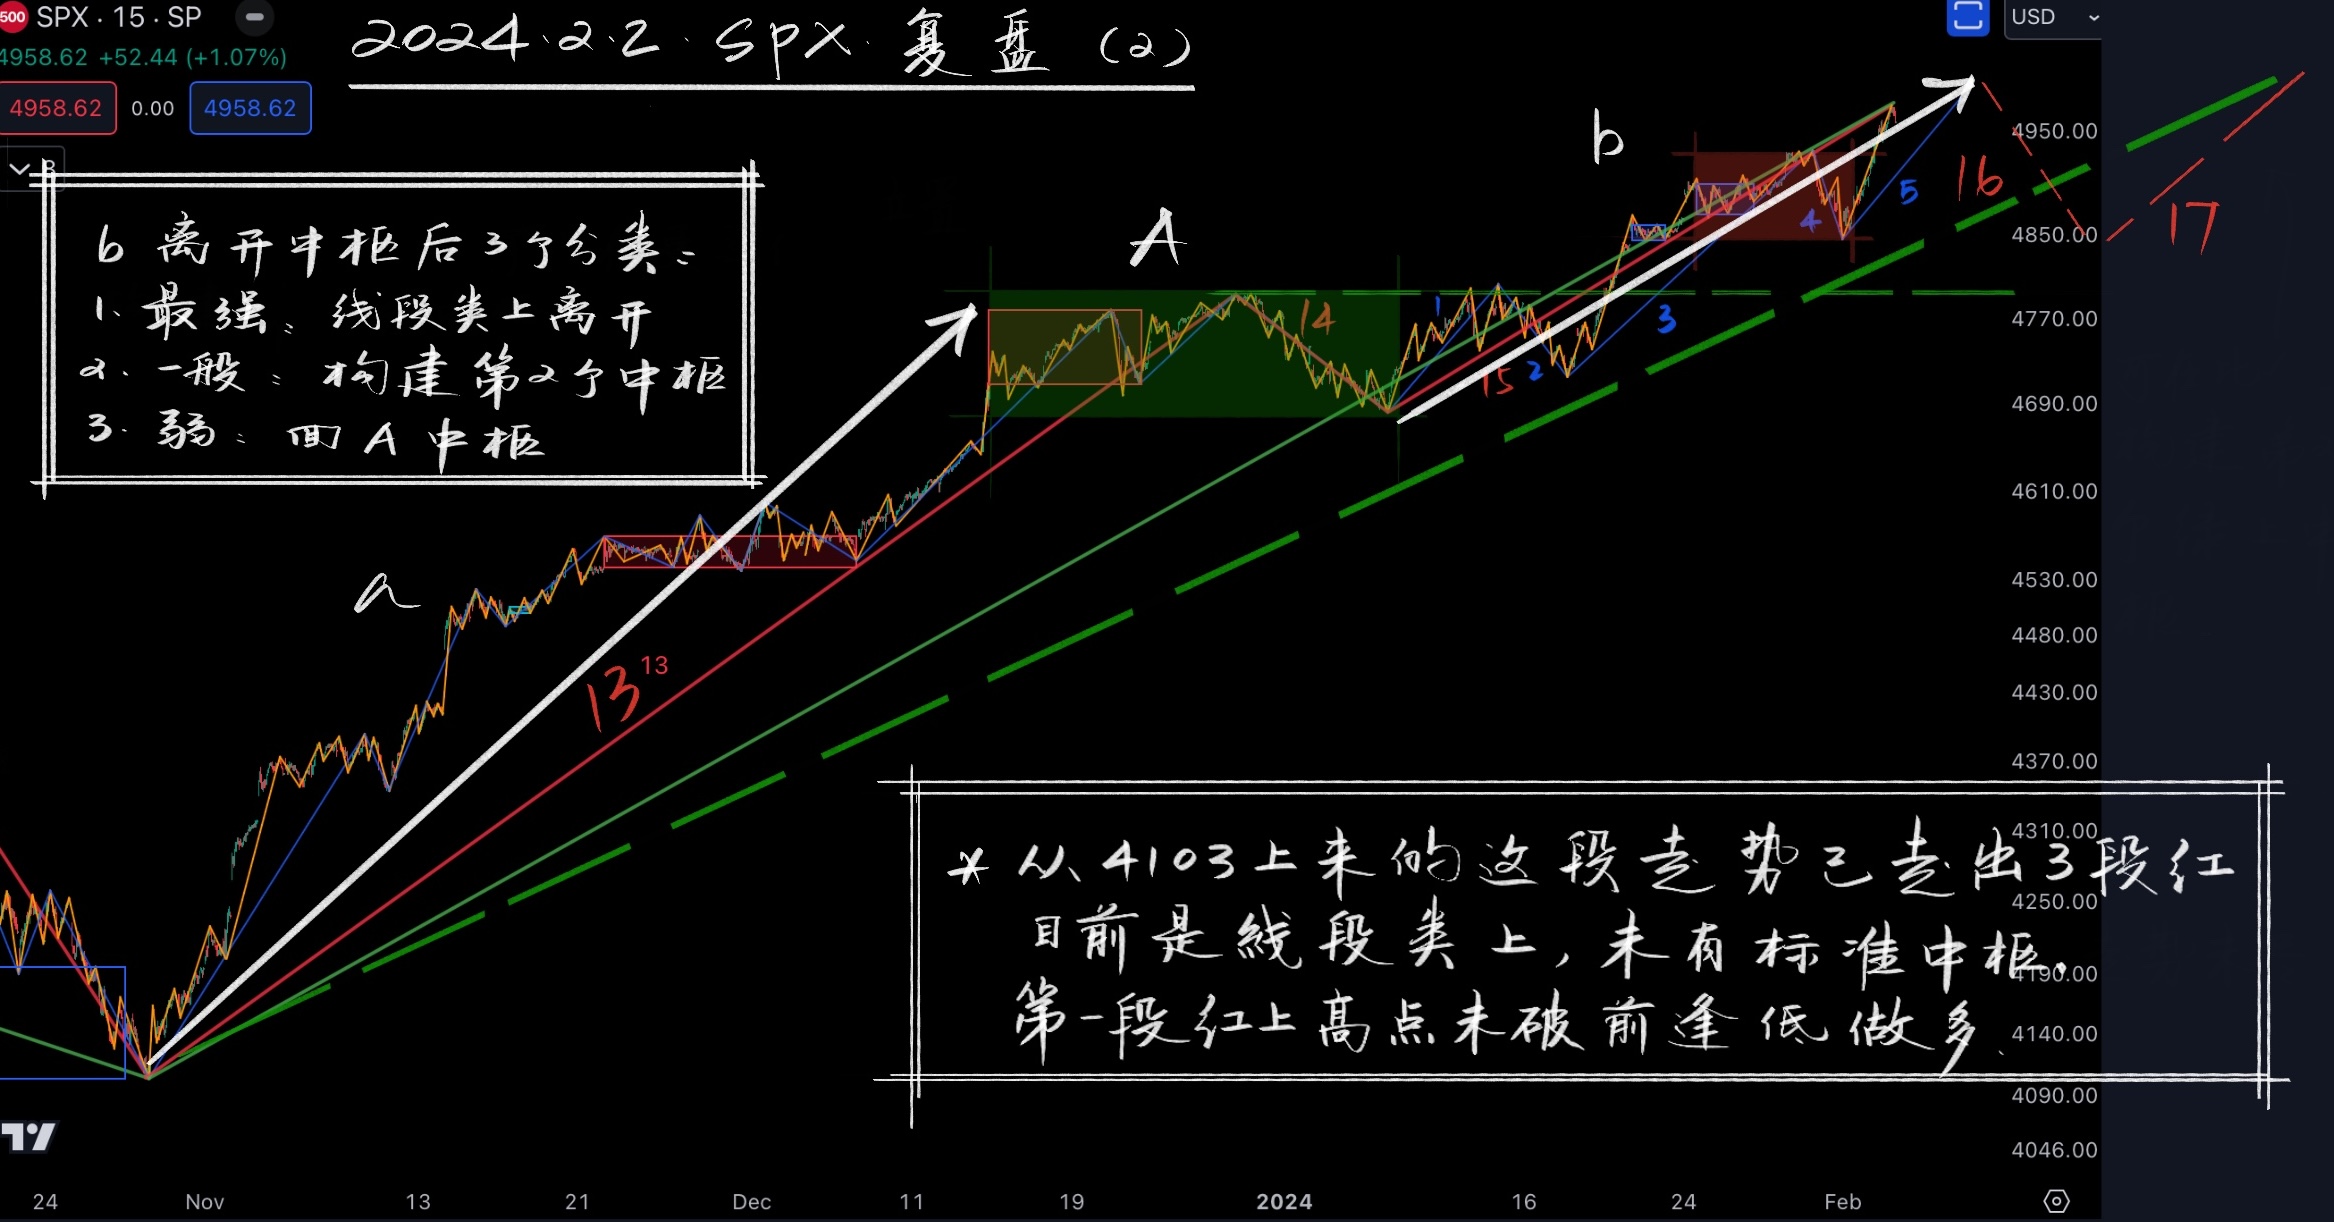 SPX · 15 · SP
4958.62 +52.44 (+1.07%)
4958.62 0.00 4958.62
2024.2.2.SPX.复盘(2)
USD
b离开中枢后3个分类:
1、最强:线段类上离开
2.一般:构建第2个中枢
3.弱:回A中枢
a
A
b
13
13
14
15
1
2
3
4
5
16
17
4950.00
4850.00
4770.00
4690.00
4610.00
4530.00
4480.00
4430.00
4370.00
4310.00
4250.00
4190.00
4140.00
4090.00
4046.00
*从4103上来的这段走势已走出3段红
目前是线段类上,未有标准中枢.
第一段红上高点未破前逢低做多.
24 Nov 13 21 Dec 11 19 2024 16 24 Feb